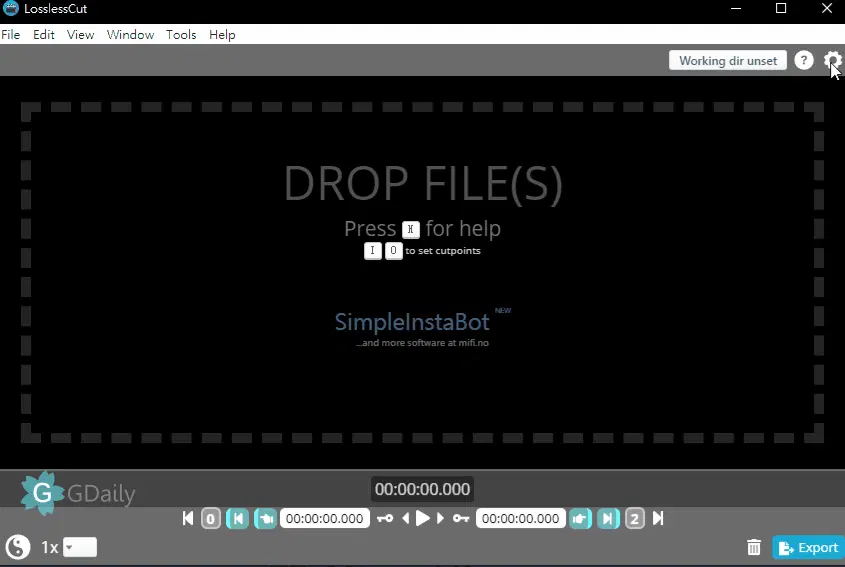 LosslessCut
File Edit View Window Tools Help
Working dir unset ?
DROP FILE(S)
Press H for help
I O to set cutpoints
SimpleInstaBot NEW
...and more software at mifi.no
G GDaily
00:00:00.000
0 00:00:00.000 00:00:00.000 2
1x Export